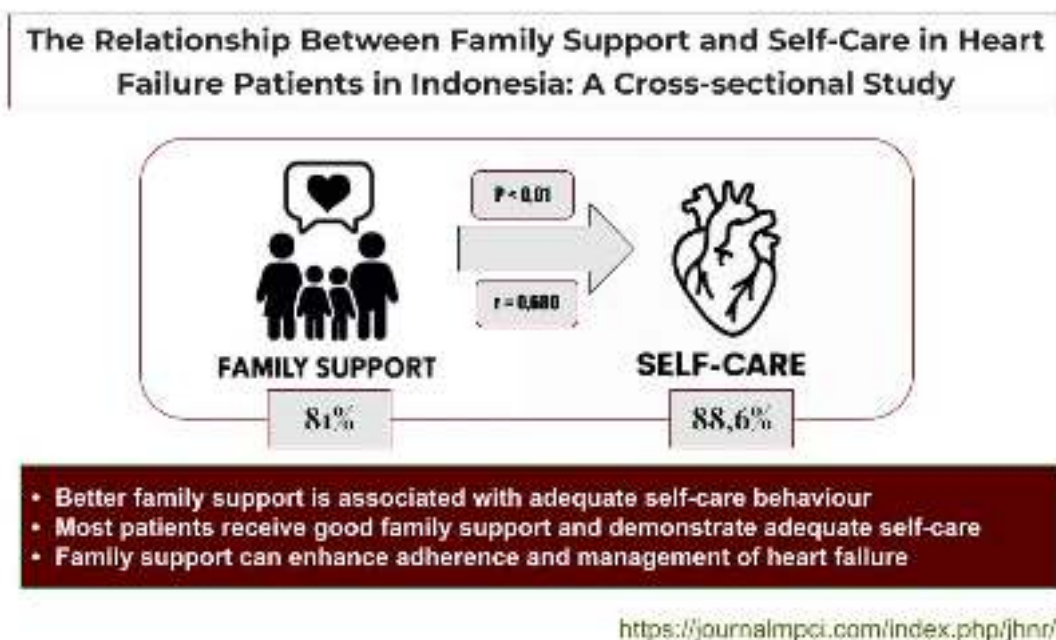 The Relationship Between Family Support and Self-Care in Heart
Failure Patients in Indonesia: A Cross-sectional Study
P < 0,01
r = 0,680
FAMILY SUPPORT
SELF-CARE
81%
88,6%
• Better family support is associated with adequate self-care behaviour
• Most patients receive good family support and demonstrate adequate self-care
• Family support can enhance adherence and management of heart failure
https://journalmpci.com/index.php/jhnr/